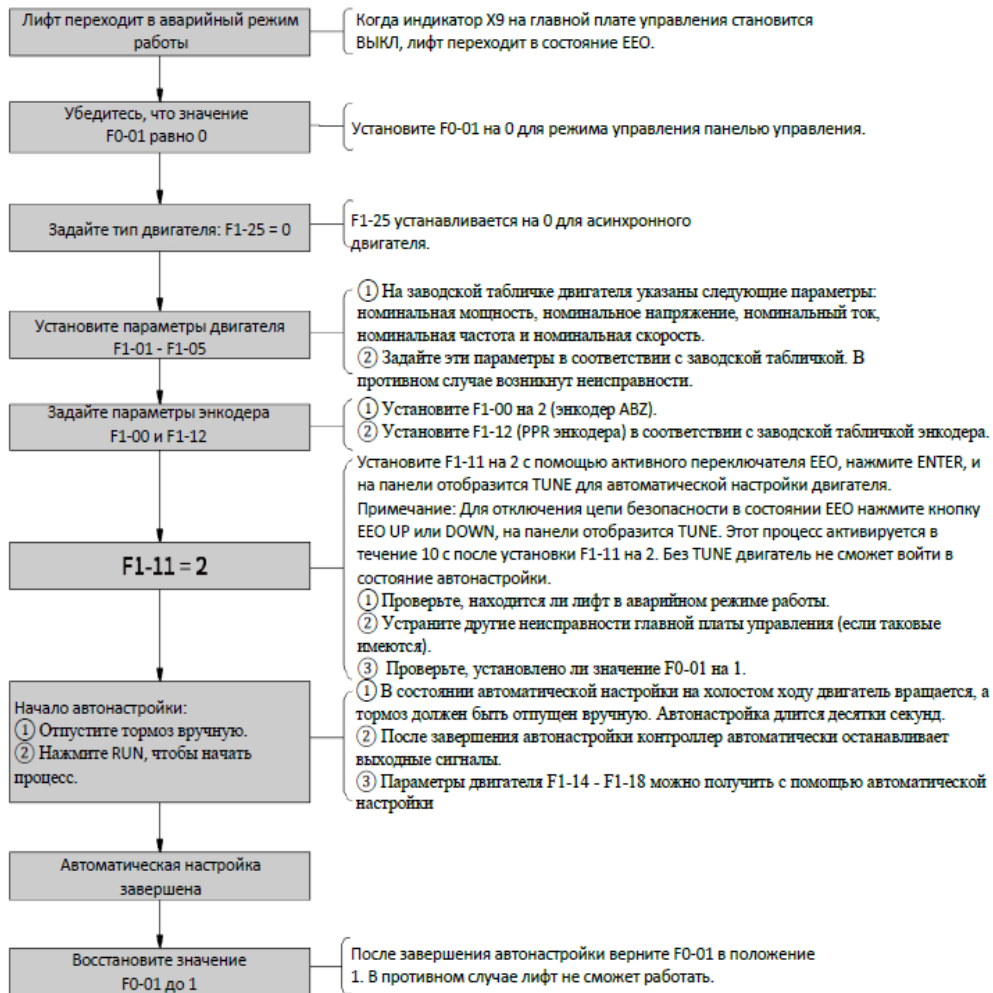 Лифт переходит в аварийный режим
работы
Когда индикатор X9 на главной плате управления становится
ВЫКЛ, лифт переходит в состояние EEO.
Убедитесь, что значение
F0-01 равно 0
Установите F0-01 на 0 для режима управления панелью управления.
Задайте тип двигателя: F1-25 = 0
F1-25 устанавливается на 0 для асинхронного
двигателя.
Установите параметры двигателя
F1-01 - F1-05
① На заводской табличке двигателя указаны следующие параметры:
номинальная мощность, номинальное напряжение, номинальный ток,
номинальная частота и номинальная скорость.
② Задайте эти параметры в соответствии с заводской табличкой. В
противном случае возникнут неисправности.
Задайте параметры энкодера
F1-00 и F1-12
① Установите F1-00 на 2 (энкодер ABZ).
② Установите F1-12 (PPR энкодера) в соответствии с заводской табличкой энкодера.
F1-11 = 2
Установите F1-11 на 2 с помощью активного переключателя EEO, нажмите ENTER, и
на панели отобразится TUNE для автоматической настройки двигателя.
Примечание: Для отключения цепи безопасности в состоянии EEO нажмите кнопку
EEO UP или DOWN, на панели отобразится TUNE. Этот процесс активируется в
течение 10 с после установки F1-11 на 2. Без TUNE двигатель не сможет войти в
состояние автонастройки.
① Проверьте, находится ли лифт в аварийном режиме работы.
② Устраните другие неисправности главной платы управления (если таковые
имеются).
③ Проверьте, установлено ли значение F0-01 на 1.
Начало автонастройки:
① Отпустите тормоз вручную.
② Нажмите RUN, чтобы начать
процесс.
① В состоянии автоматической настройки на холостом ходу двигатель вращается, а
тормоз должен быть отпущен вручную. Автонастройка длится десятки секунд.
② После завершения автонастройки контроллер автоматически останавливает
выходные сигналы.
③ Параметры двигателя F1-14 - F1-18 можно получить с помощью автоматической
настройки
Автоматическая настройка
завершена
Восстановите значение
F0-01 до 1
После завершения автонастройки верните F0-01 в положение
1. В противном случае лифт не сможет работать.